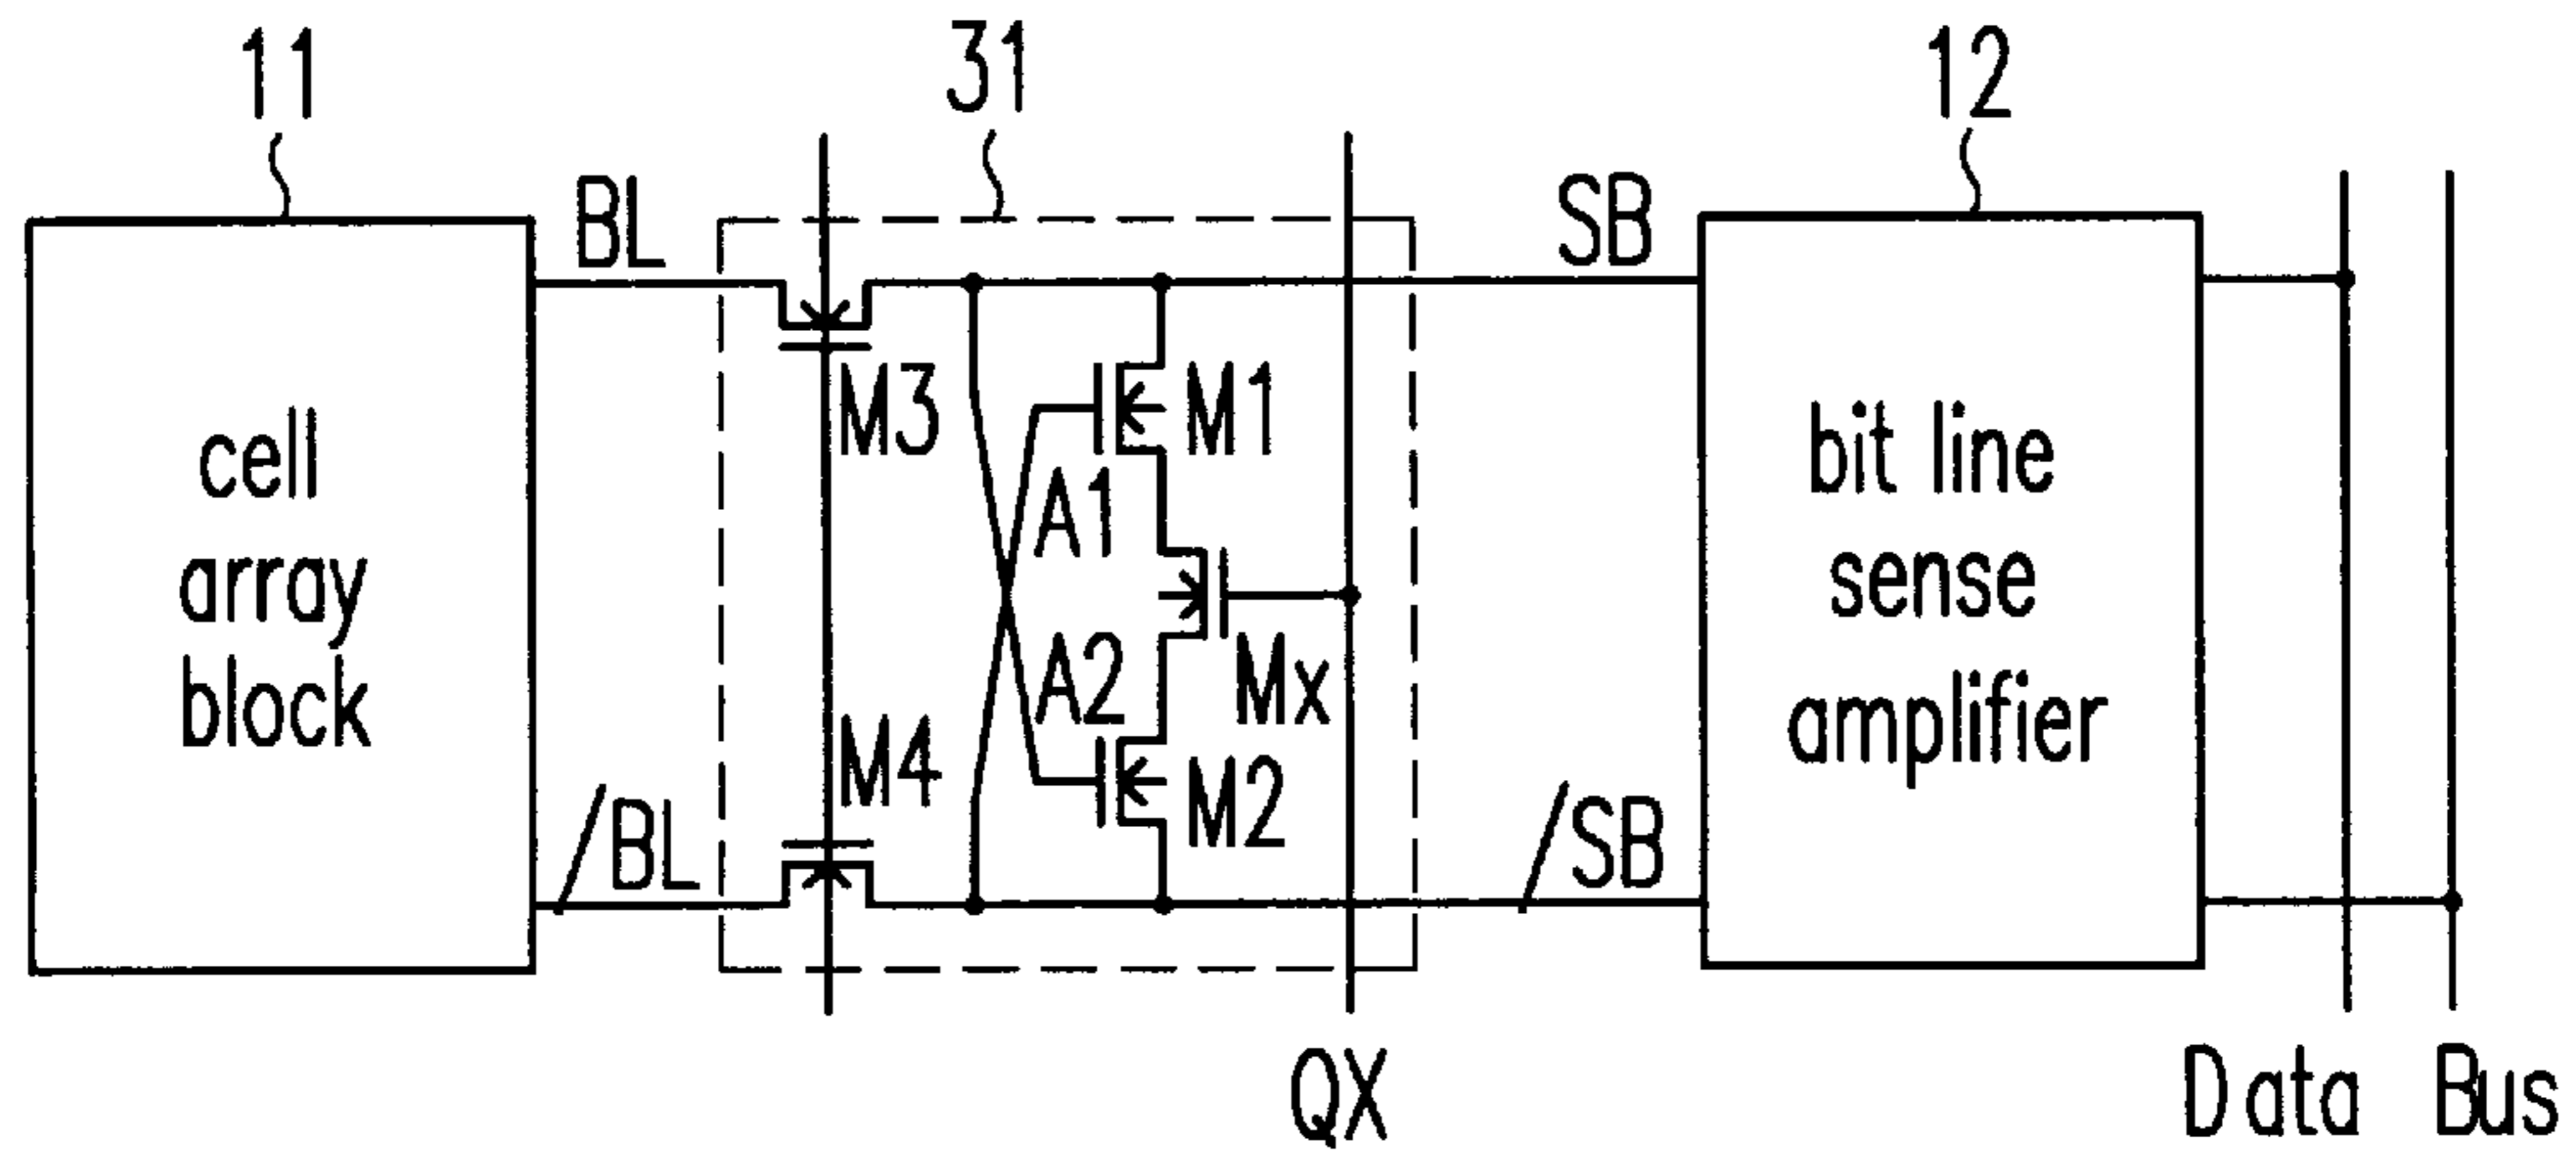 11
31
12
BL
SB
M3
M1
A1
cell
array
block
bit line
sense
amplifier
A2
Mx
M4
M2
/BL
/SB
QX
Data Bus